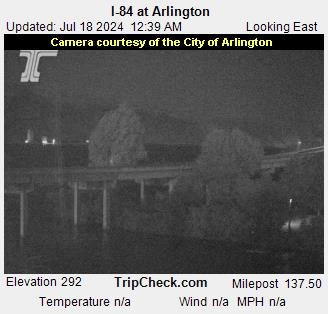 I-84 at Arlington
Updated: Jul 18 2024 12:39 AM Looking East
Camera courtesy of the City of Arlington
Elevation 292 TripCheck.com Milepost 137.50
Temperature n/a Wind n/a MPH n/a